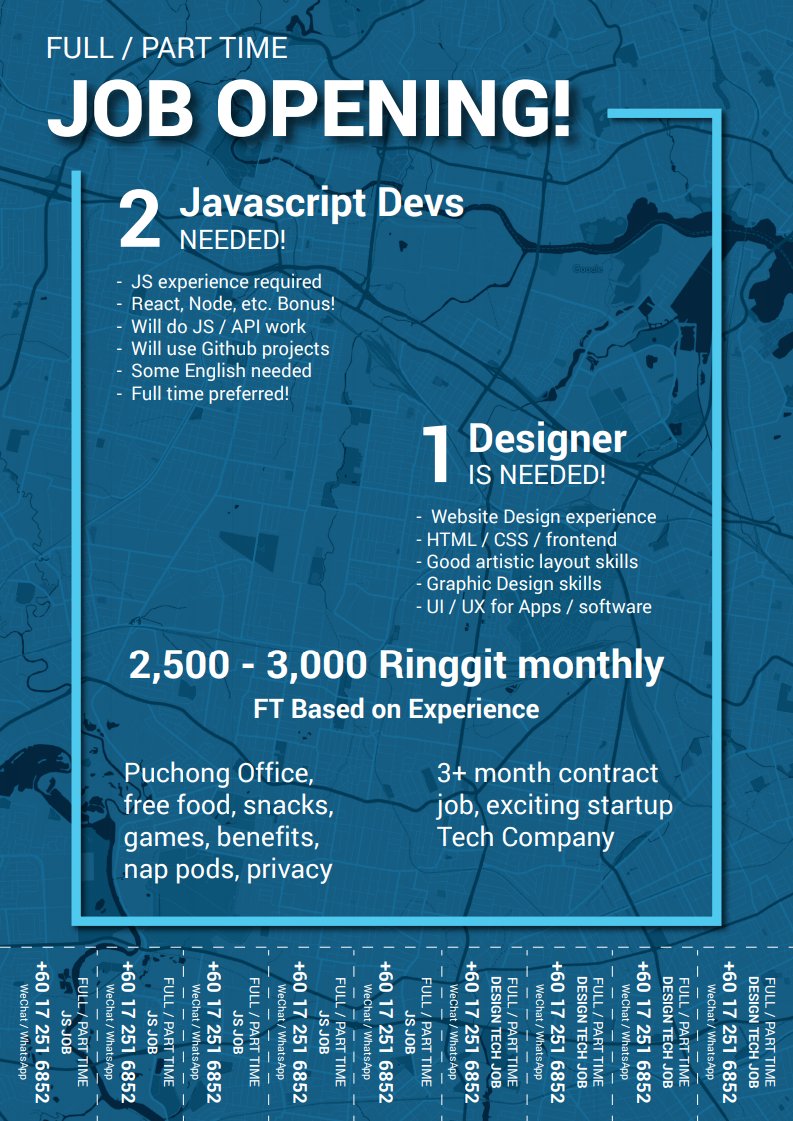 FULL / PART TIME
JOB OPENING!
2 Javascript Devs
NEEDED!
- JS experience required
- React, Node, etc. Bonus!
- Will do JS / API work
- Will use Github projects
- Some English needed
- Full time preferred!
Google
1 Designer
IS NEEDED!
- Website Design experience
- HTML / CSS / frontend
- Good artistic layout skills
- Graphic Design skills
- UI / UX for Apps / software
2,500 - 3,000 Ringgit monthly
FT Based on Experience
Puchong Office,
free food, snacks,
games, benefits,
nap pods, privacy
3+ month contract
job, exciting startup
Tech Company
FULL / PART TIME
JS JOB
+60 17 251 6852
WeChat / WhatsApp
FULL / PART TIME
JS JOB
+60 17 251 6852
WeChat / WhatsApp
FULL / PART TIME
JS JOB
+60 17 251 6852
WeChat / WhatsApp
FULL / PART TIME
JS JOB
+60 17 251 6852
WeChat / WhatsApp
FULL / PART TIME
JS JOB
+60 17 251 6852
WeChat / WhatsApp
FULL / PART TIME
DESIGN TECH JOB
+60 17 251 6852
WeChat / WhatsApp
FULL / PART TIME
DESIGN TECH JOB
+60 17 251 6852
WeChat / WhatsApp
FULL / PART TIME
DESIGN TECH JOB
+60 17 251 6852
WeChat / WhatsApp
FULL / PART TIME
DESIGN TECH JOB
+60 17 251 6852
WeChat / WhatsApp